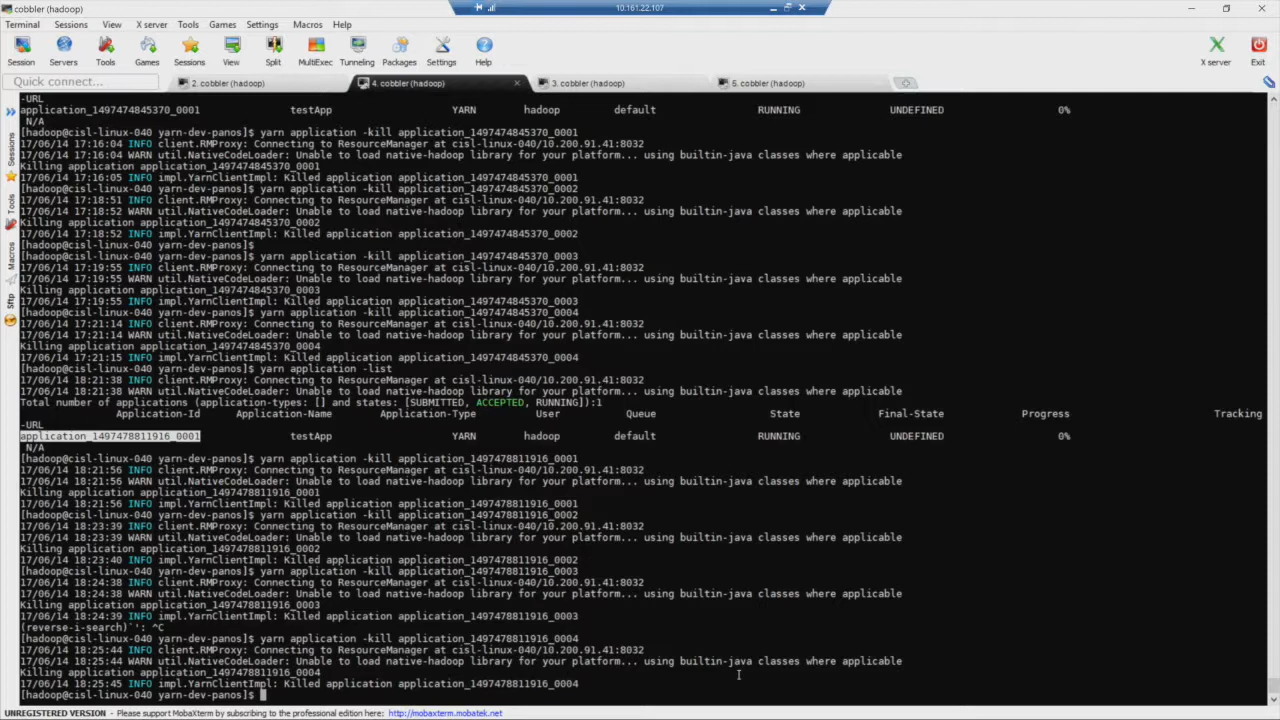 cobbler (hadoop)
10.161.22.107
Terminal Sessions View X server Tools Games Settings Macros Help
Session Servers Tools Games Sessions View Split MultiExec Tunneling Packages Settings Help X server Exit
Quick connect...
2. cobbler (hadoop) 4. cobbler (hadoop) 3. cobbler (hadoop) 5. cobbler (hadoop)
Sessions
Tools
Macros
Sftp
-URL
application_1497474845370_0001 testApp YARN hadoop default RUNNING UNDEFINED 0%
N/A
[hadoop@cisl-linux-040 yarn-dev-panos]$ yarn application -kill application_1497474845370_0001
17/06/14 17:16:04 INFO client.RMProxy: Connecting to ResourceManager at cisl-linux-040/10.200.91.41:8032
17/06/14 17:16:04 WARN util.NativeCodeLoader: Unable to load native-hadoop library for your platform... using builtin-java classes where applicable
Killing application application_1497474845370_0001
17/06/14 17:16:05 INFO impl.YarnClientImpl: Killed application application_1497474845370_0001
[hadoop@cisl-linux-040 yarn-dev-panos]$ yarn application -kill application_1497474845370_0002
17/06/14 17:18:51 INFO client.RMProxy: Connecting to ResourceManager at cisl-linux-040/10.200.91.41:8032
17/06/14 17:18:52 WARN util.NativeCodeLoader: Unable to load native-hadoop library for your platform... using builtin-java classes where applicable
Killing application application_1497474845370_0002
17/06/14 17:18:52 INFO impl.YarnClientImpl: Killed application application_1497474845370_0002
[hadoop@cisl-linux-040 yarn-dev-panos]$
[hadoop@cisl-linux-040 yarn-dev-panos]$ yarn application -kill application_1497474845370_0003
17/06/14 17:19:55 INFO client.RMProxy: Connecting to ResourceManager at cisl-linux-040/10.200.91.41:8032
17/06/14 17:19:55 WARN util.NativeCodeLoader: Unable to load native-hadoop library for your platform... using builtin-java classes where applicable
Killing application application_1497474845370_0003
17/06/14 17:19:55 INFO impl.YarnClientImpl: Killed application application_1497474845370_0003
[hadoop@cisl-linux-040 yarn-dev-panos]$ yarn application -kill application_1497474845370_0004
17/06/14 17:21:14 INFO client.RMProxy: Connecting to ResourceManager at cisl-linux-040/10.200.91.41:8032
17/06/14 17:21:14 WARN util.NativeCodeLoader: Unable to load native-hadoop library for your platform... using builtin-java classes where applicable
Killing application application_1497474845370_0004
17/06/14 17:21:15 INFO impl.YarnClientImpl: Killed application application_1497474845370_0004
[hadoop@cisl-linux-040 yarn-dev-panos]$ yarn application -list
17/06/14 18:21:38 INFO client.RMProxy: Connecting to ResourceManager at cisl-linux-040/10.200.91.41:8032
17/06/14 18:21:38 WARN util.NativeCodeLoader: Unable to load native-hadoop library for your platform... using builtin-java classes where applicable
Total number of applications (application-types: [] and states: [SUBMITTED, ACCEPTED, RUNNING]):1
Application-Id Application-Name Application-Type User Queue State Final-State Progress Tracking
-URL
application_1497478811916_0001 testApp YARN hadoop default RUNNING UNDEFINED 0%
N/A
[hadoop@cisl-linux-040 yarn-dev-panos]$ yarn application -kill application_1497478811916_0001
17/06/14 18:21:56 INFO client.RMProxy: Connecting to ResourceManager at cisl-linux-040/10.200.91.41:8032
17/06/14 18:21:56 WARN util.NativeCodeLoader: Unable to load native-hadoop library for your platform... using builtin-java classes where applicable
Killing application application_1497478811916_0001
17/06/14 18:21:56 INFO impl.YarnClientImpl: Killed application application_1497478811916_0001
[hadoop@cisl-linux-040 yarn-dev-panos]$ yarn application -kill application_1497478811916_0002
17/06/14 18:23:39 INFO client.RMProxy: Connecting to ResourceManager at cisl-linux-040/10.200.91.41:8032
17/06/14 18:23:39 WARN util.NativeCodeLoader: Unable to load native-hadoop library for your platform... using builtin-java classes where applicable
Killing application application_1497478811916_0002
17/06/14 18:23:40 INFO impl.YarnClientImpl: Killed application application_1497478811916_0002
[hadoop@cisl-linux-040 yarn-dev-panos]$ yarn application -kill application_1497478811916_0003
17/06/14 18:24:38 INFO client.RMProxy: Connecting to ResourceManager at cisl-linux-040/10.200.91.41:8032
17/06/14 18:24:38 WARN util.NativeCodeLoader: Unable to load native-hadoop library for your platform... using builtin-java classes where applicable
Killing application application_1497478811916_0003
17/06/14 18:24:39 INFO impl.YarnClientImpl: Killed application application_1497478811916_0003
(reverse-i-search)`': ^C
[hadoop@cisl-linux-040 yarn-dev-panos]$ yarn application -kill application_1497478811916_0004
17/06/14 18:25:44 INFO client.RMProxy: Connecting to ResourceManager at cisl-linux-040/10.200.91.41:8032
17/06/14 18:25:44 WARN util.NativeCodeLoader: Unable to load native-hadoop library for your platform... using builtin-java classes where applicable
Killing application application_1497478811916_0004
17/06/14 18:25:45 INFO impl.YarnClientImpl: Killed application application_1497478811916_0004
[hadoop@cisl-linux-040 yarn-dev-panos]$
UNREGISTERED VERSION - Please support MobaXterm by subscribing to the professional edition here: http://mobaxterm.mobatek.net